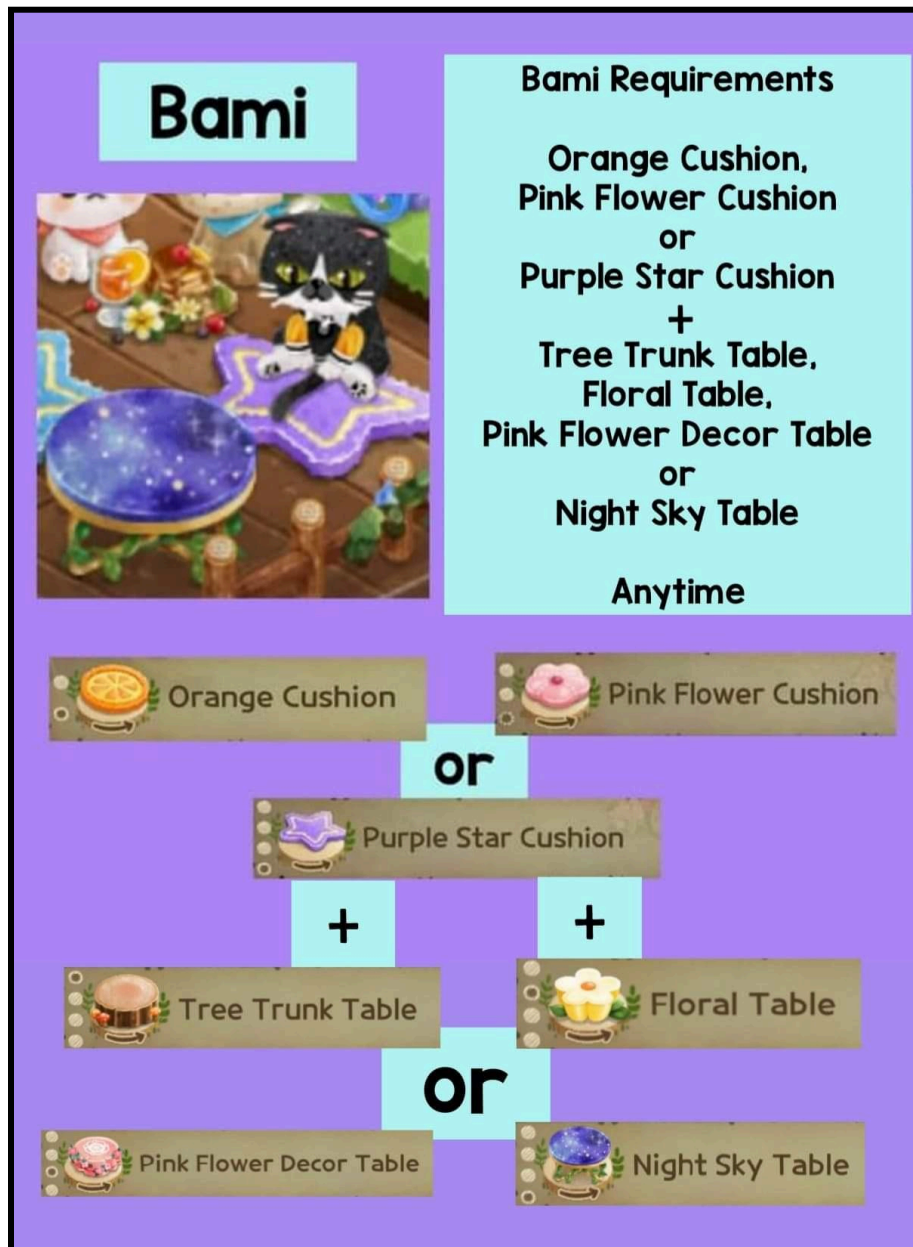 Bami
Bami Requirements
Orange Cushion,
Pink Flower Cushion
or
Purple Star Cushion
+
Tree Trunk Table,
Floral Table,
Pink Flower Decor Table
or
Night Sky Table
Anytime
Orange Cushion
Pink Flower Cushion
or
Purple Star Cushion
+
+
Tree Trunk Table
Floral Table
or
Pink Flower Decor Table
Night Sky Table